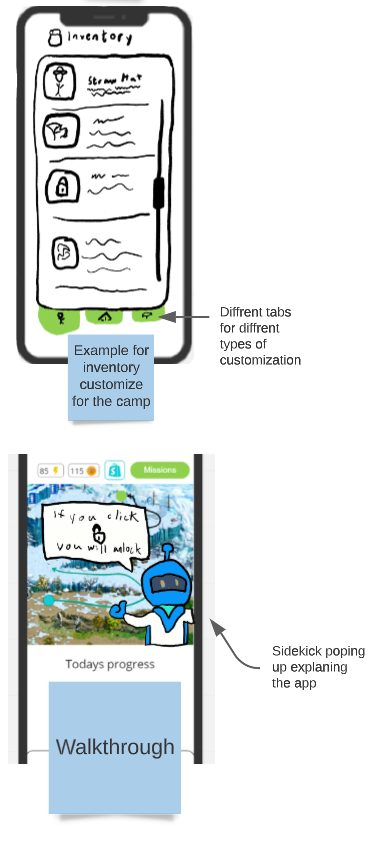 inventory
Straw Hat
Diffrent tabs
for diffrent
types of
customization
Example for
inventory
customize
for the camp
85
115
Missions
if you click
you will unlock
Todays progress
Sidekick poping
up explaning
the app
Walkthrough